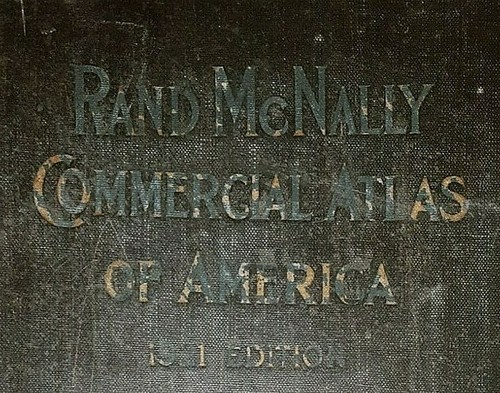 RAND MCNALLY
COMMERCIAL ATLAS
OF AMERICA
EDITION